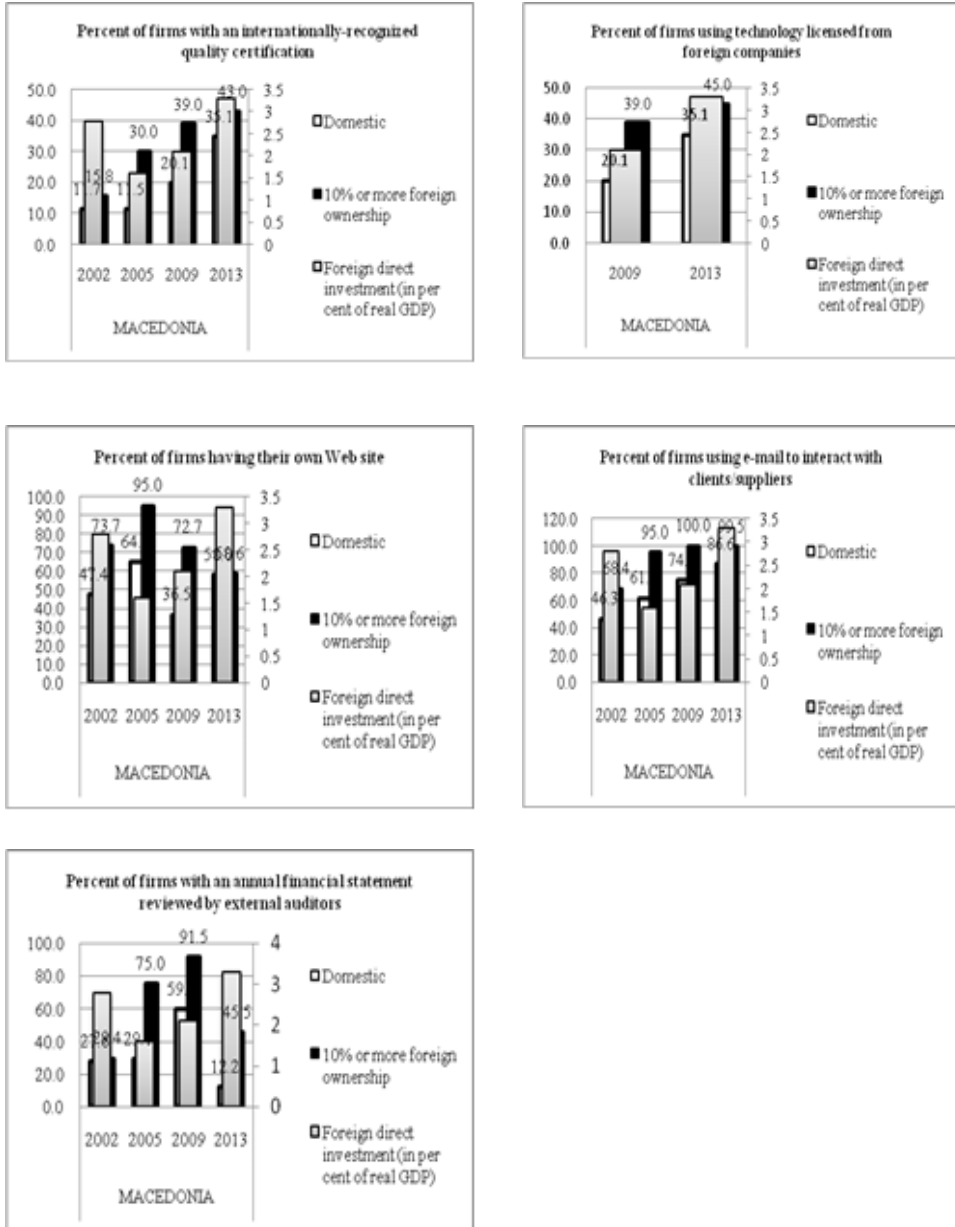 Percent of firms with an internationally-recognized
quality certification
50.0
40.0
30.0
20.0
10.0
0.0
15.8
30.0
11.5
39.0
20.1
43.0
35.1
3.5
3
2.5
2
1.5
1
0.5
0
2002 2005 2009 2013
MACEDONIA
Domestic
10% or more foreign
ownership
Foreign direct
investment (in per
cent of real GDP)
Percent of firms using technology licensed from
foreign companies
50.0
40.0
30.0
20.0
10.0
0.0
39.0
20.1
45.0
35.1
3.5
3
2.5
2
1.5
1
0.5
0
2009 2013
MACEDONIA
Domestic
10% or more foreign
ownership
Foreign direct
investment (in per
cent of real GDP)
Percent of firms having their own Web site
100.0
90.0
80.0
70.0
60.0
50.0
40.0
30.0
20.0
10.0
0.0
73.7
47.4
95.0
72.7
36.5
3.5
3
2.5
2
1.5
1
0.5
0
2002 2005 2009 2013
MACEDONIA
Domestic
10% or more foreign
ownership
Foreign direct
investment (in per
cent of real GDP)
Percent of firms using e-mail to interact with
clients/suppliers
120.0
100.0
80.0
60.0
40.0
20.0
0.0
46.3
95.0
100.0
86.6
3.5
3
2.5
2
1.5
1
0.5
0
2002 2005 2009 2013
MACEDONIA
Domestic
10% or more foreign
ownership
Foreign direct
investment (in per
cent of real GDP)
Percent of firms with an annual financial statement
reviewed by external auditors
100.0
80.0
60.0
40.0
20.0
0.0
75.0
91.5
45.5
12.2
4
3
2
1
0
2002 2005 2009 2013
MACEDONIA
Domestic
10% or more foreign
ownership
Foreign direct
investment (in per
cent of real GDP)